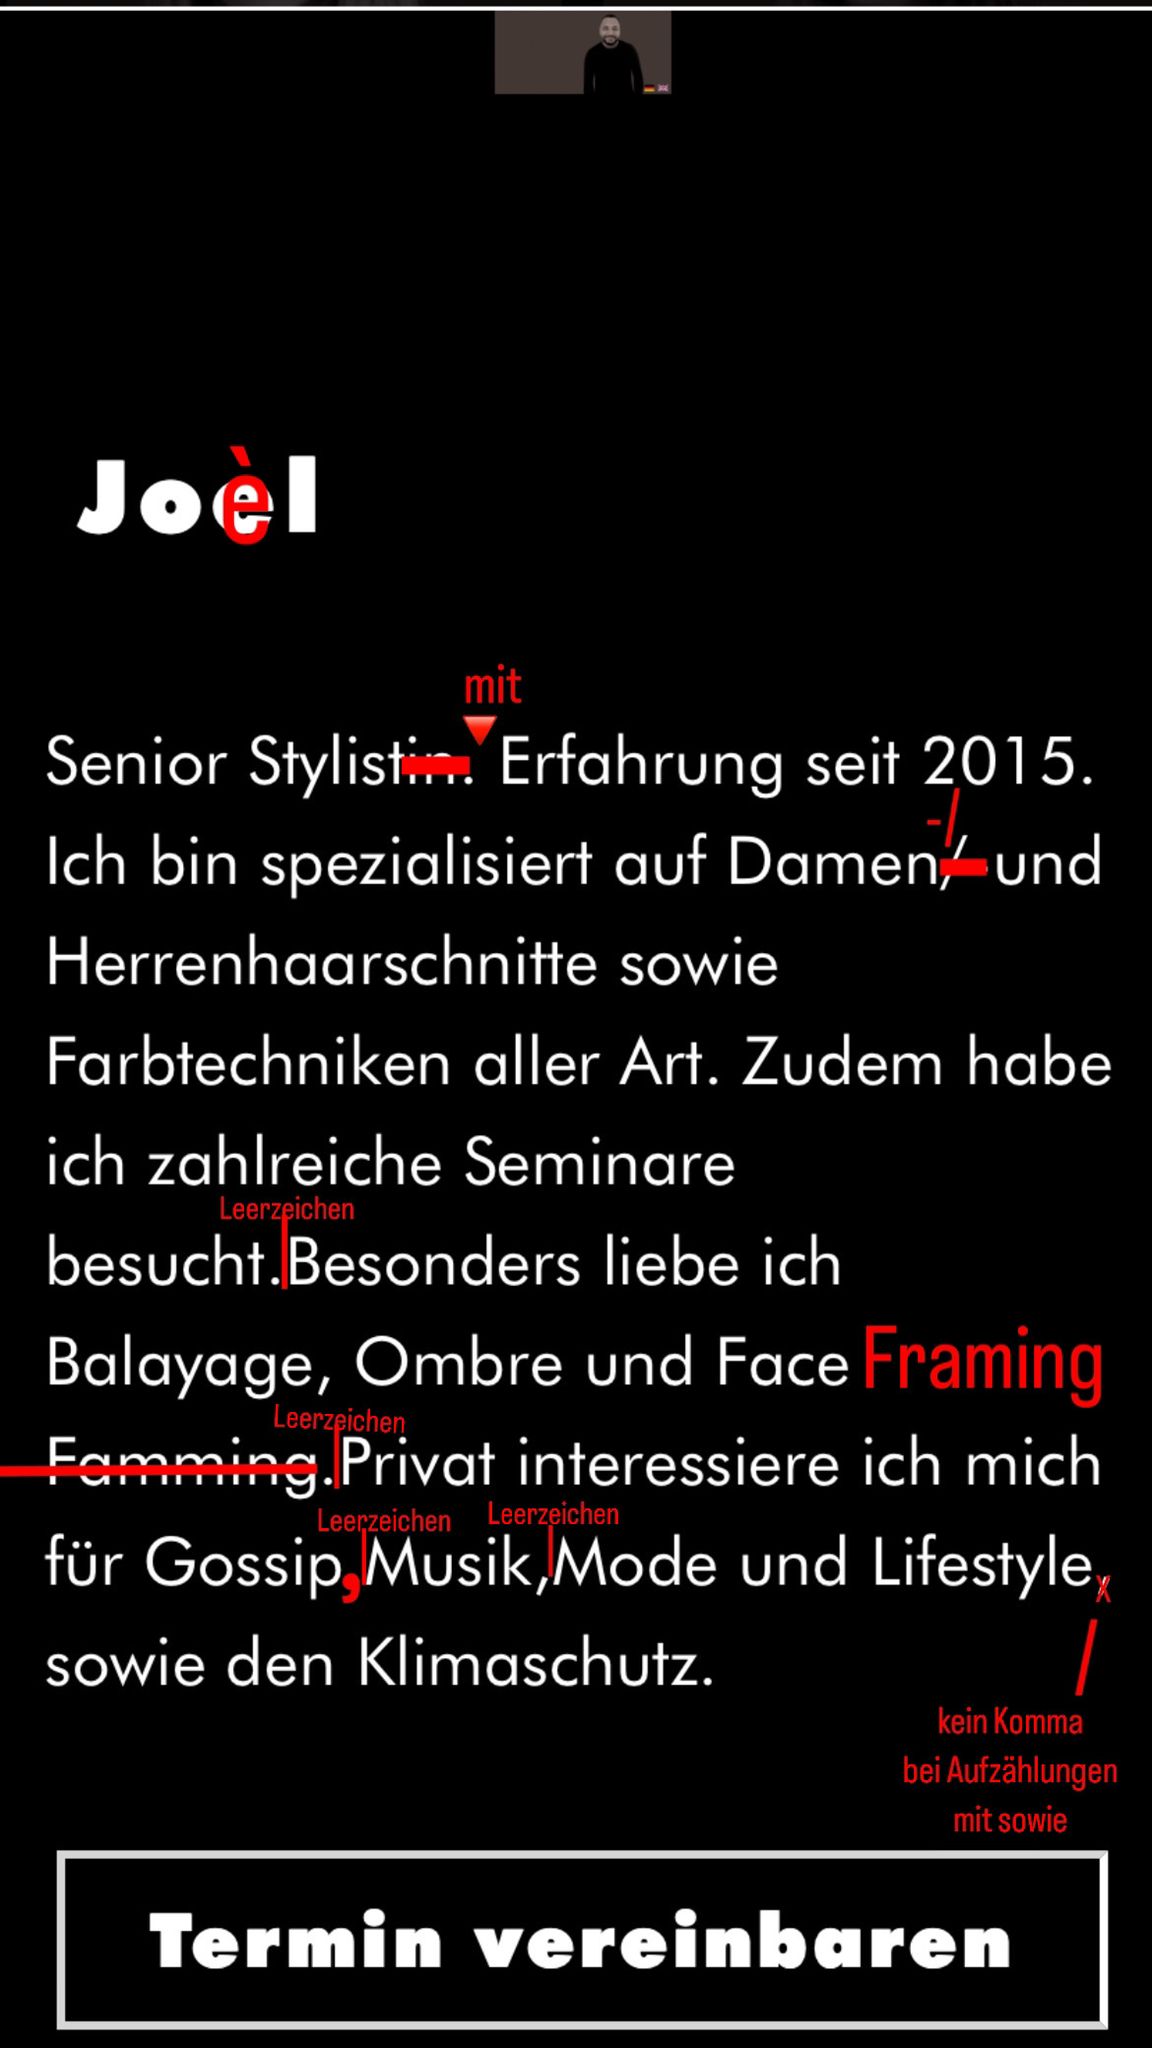 Joèl
mit
Senior Stylistin. Erfahrung seit 2015.
-/
Ich bin spezialisiert auf Damen/-und
Herrenhaarschnitte sowie
Farbtechniken aller Art. Zudem habe
ich zahlreiche Seminare
Leerzeichen
besucht.Besonders liebe ich
Balayage, Ombre und Face Framing
Leerzeichen
Famming.Privat interessiere ich mich
Leerzeichen Leerzeichen
für Gossip,Musik,Mode und Lifestyle,
x
sowie den Klimaschutz.
kein Komma
bei Aufzählungen
mit sowie
Termin vereinbaren